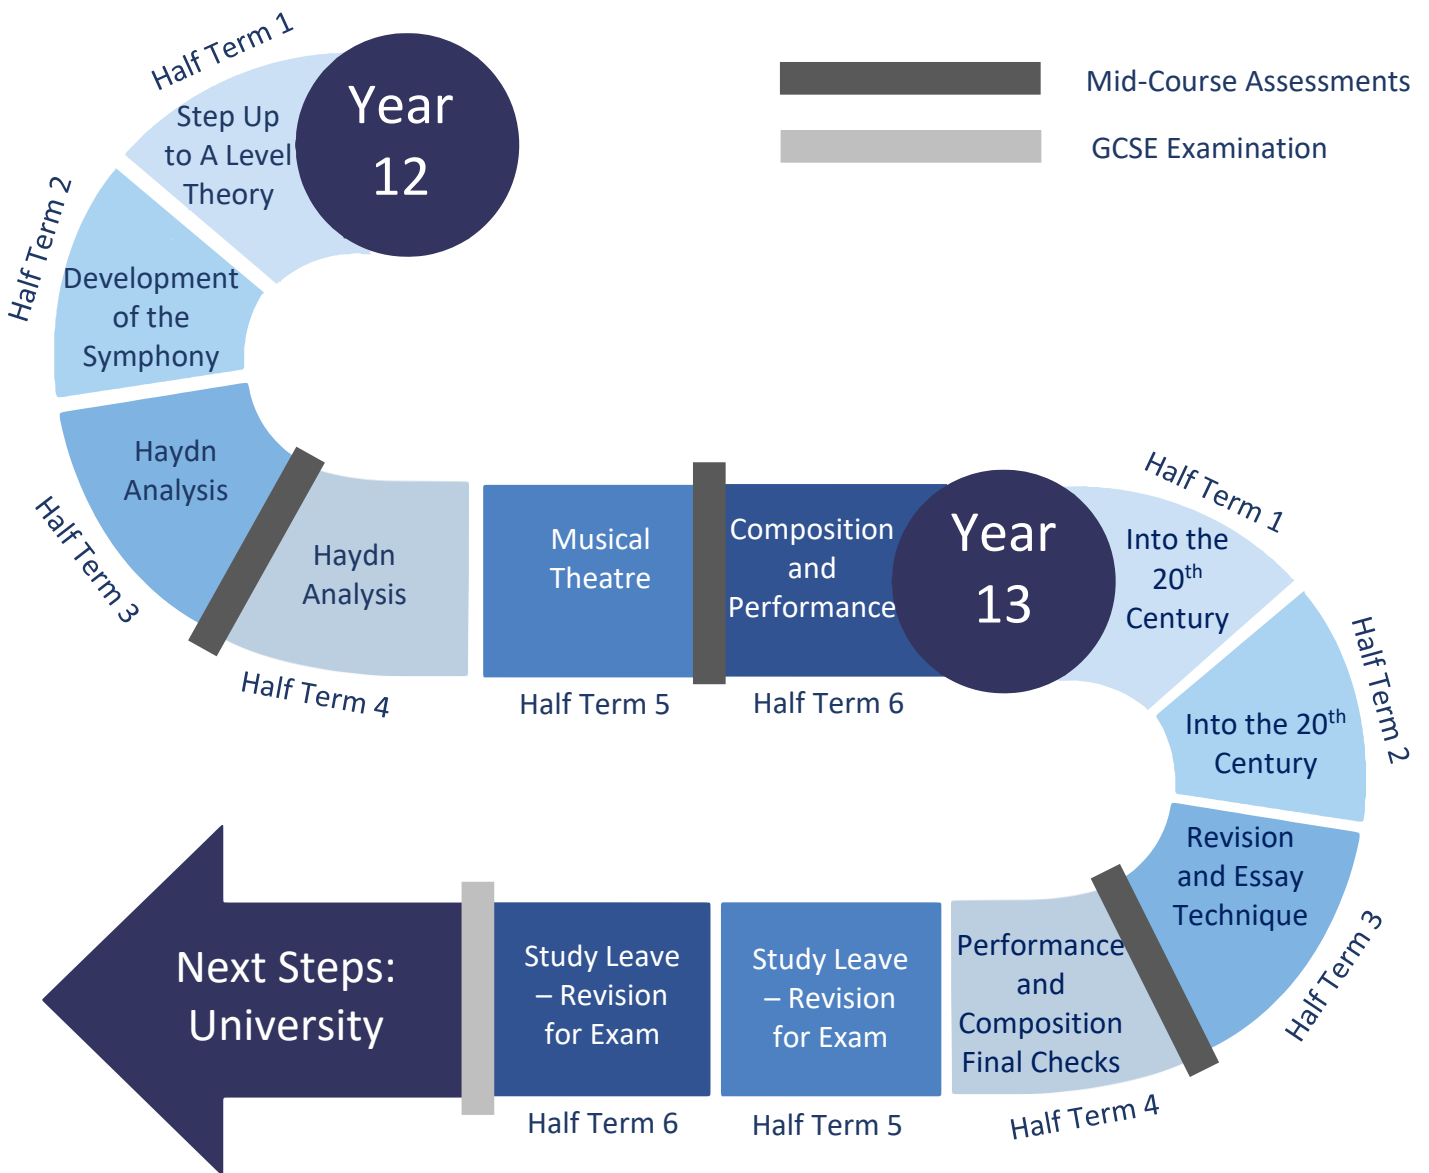 Half Term 1
Year
12
Step Up
to A Level
Theory
Mid-Course Assessments
GCSE Examination
Half Term 2
Development
of the
Symphony
Haydn
Analysis
Half Term 3
Haydn
Analysis
Half Term 4
Musical
Theatre
Half Term 5
Composition
and
Performance
Half Term 6
Year
13
Half Term 1
Into the
20th
Century
Half Term 2
Into the 20th
Century
Revision
and Essay
Technique
Half Term 3
Performance
and
Composition
Final Checks
Half Term 4
Study Leave
– Revision
for Exam
Half Term 5
Study Leave
– Revision
for Exam
Half Term 6
Next Steps:
University